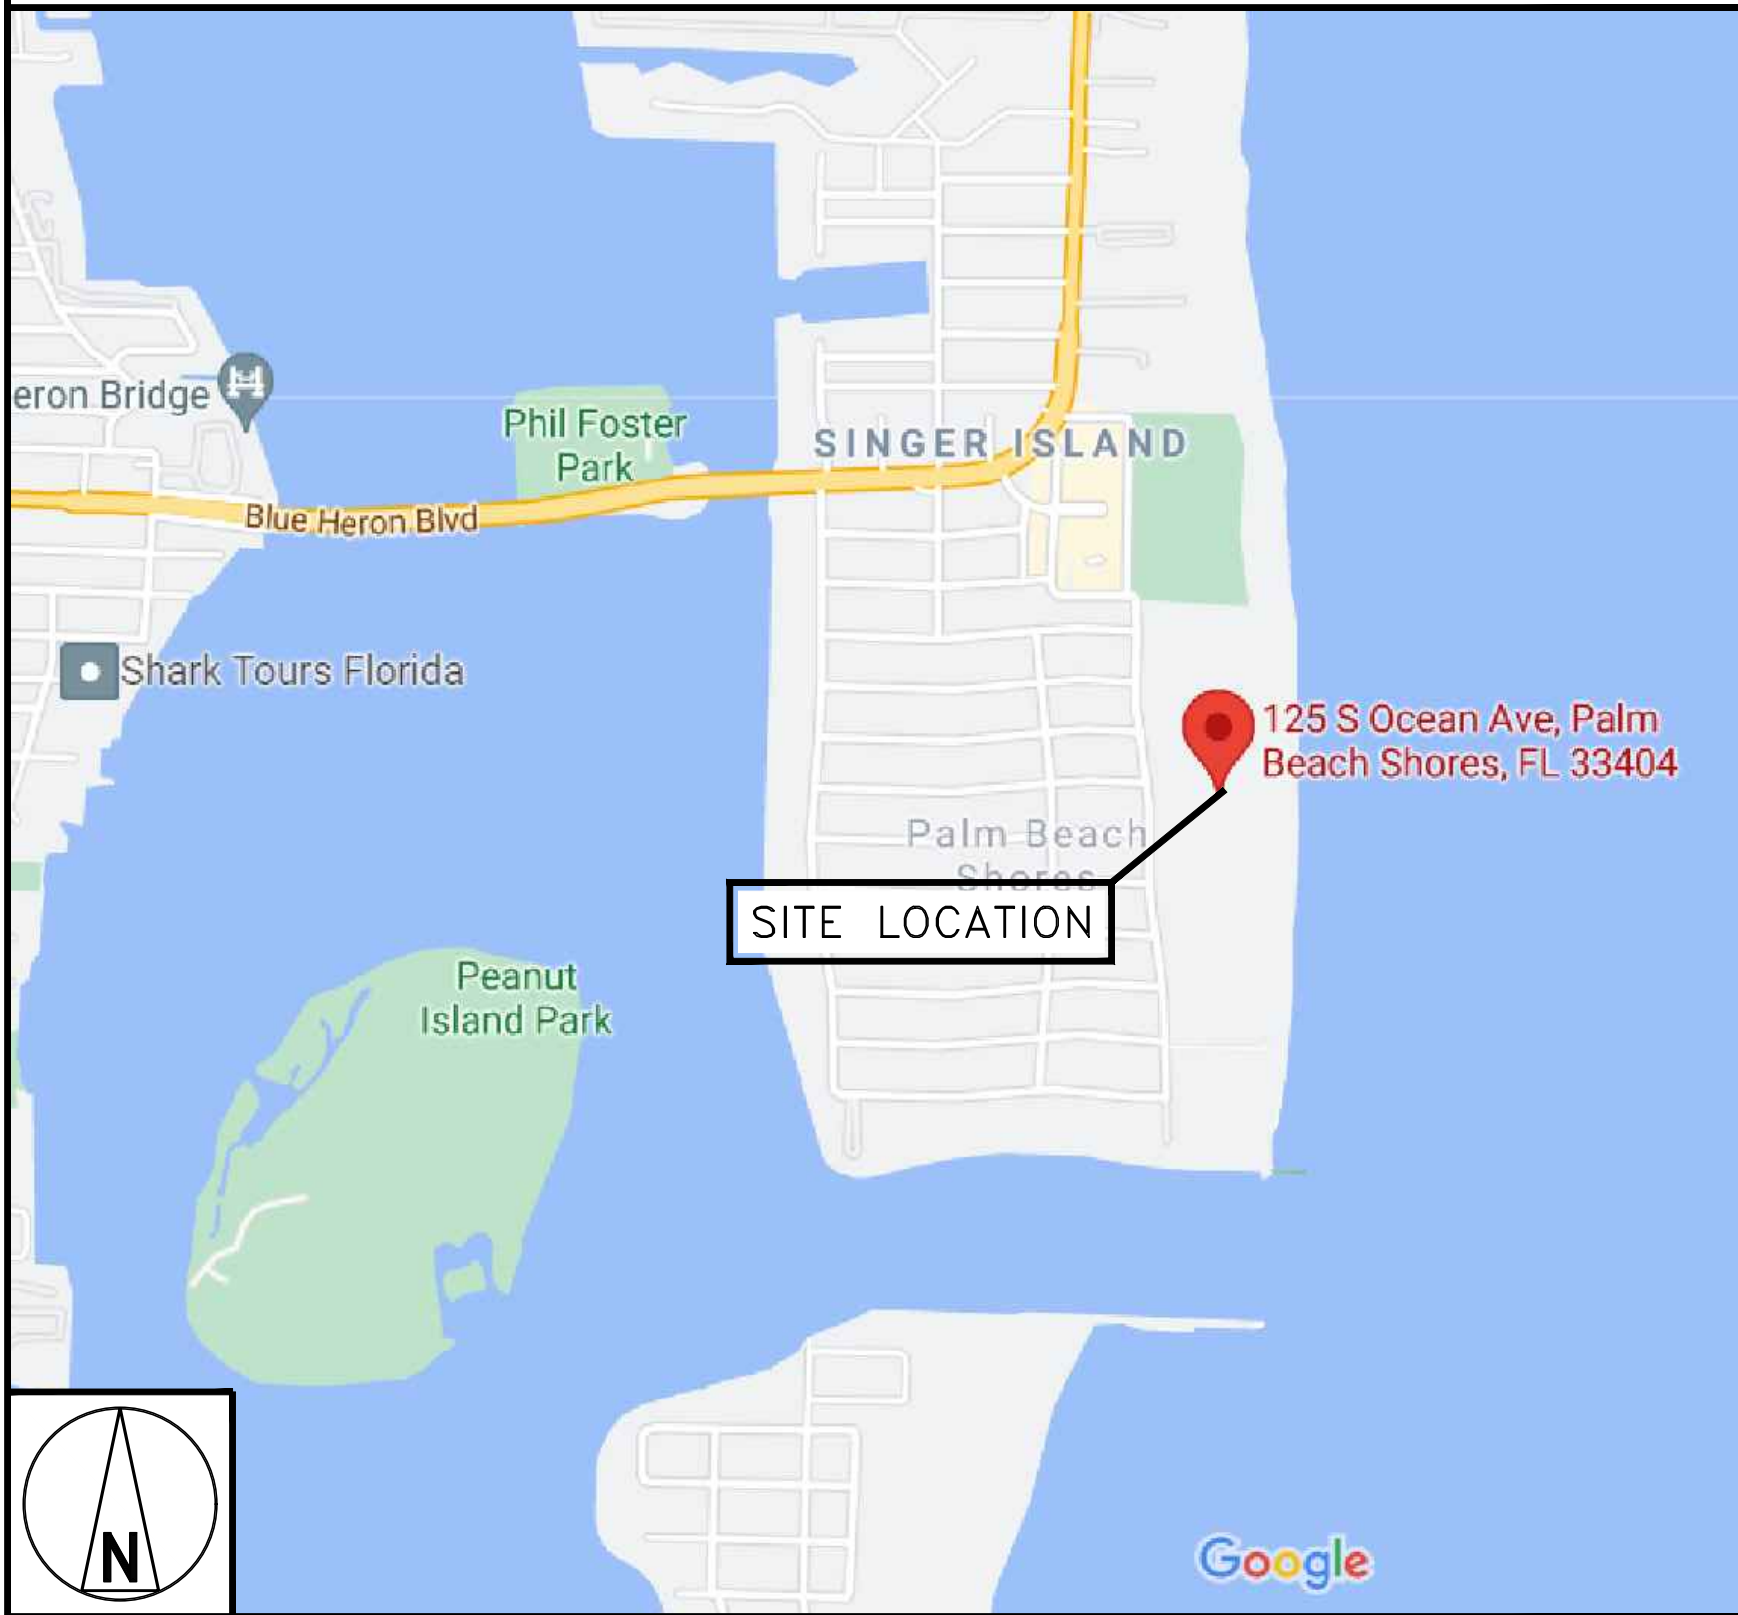 eron Bridge
Phil Foster
Park
SINGER ISLAND
Blue Heron Blvd
Shark Tours Florida
125 S Ocean Ave, Palm
Beach Shores, FL 33404
Palm Beach
Shores
SITE LOCATION
Peanut
Island Park
N
Google